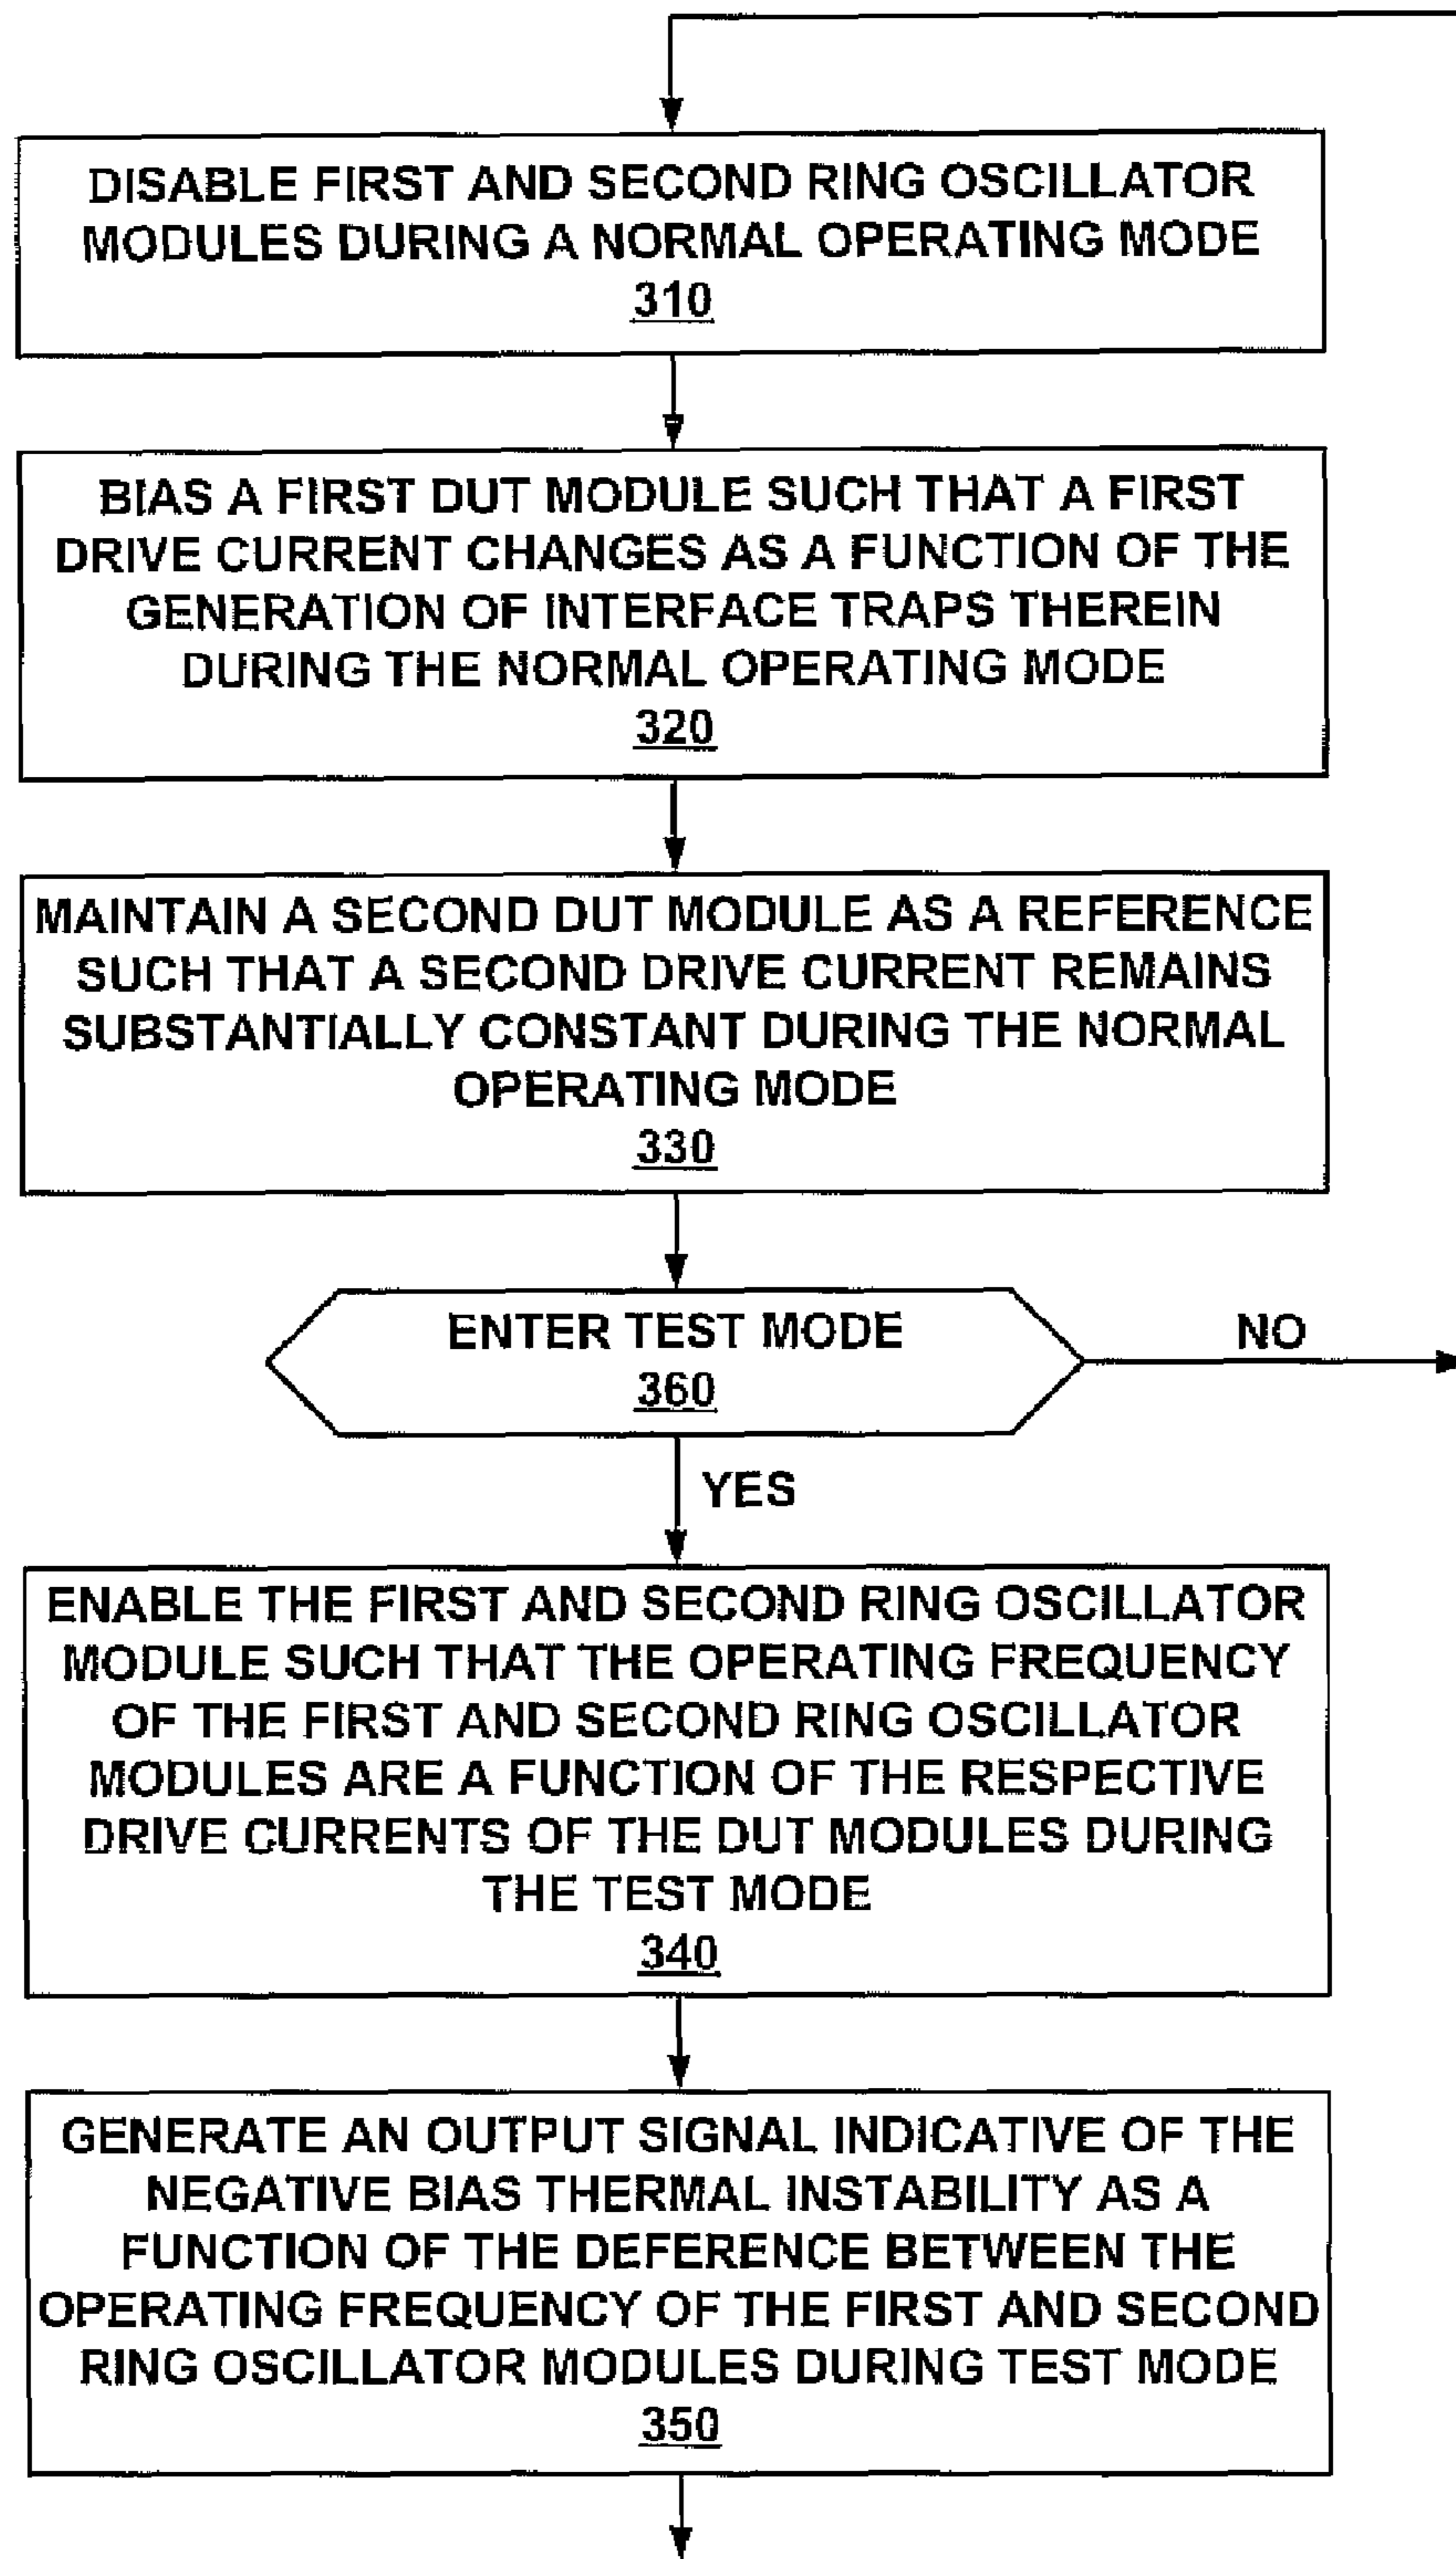 DISABLE FIRST AND SECOND RING OSCILLATOR
MODULES DURING A NORMAL OPERATING MODE
310
BIAS A FIRST DUT MODULE SUCH THAT A FIRST
DRIVE CURRENT CHANGES AS A FUNCTION OF THE
GENERATION OF INTERFACE TRAPS THEREIN
DURING THE NORMAL OPERATING MODE
320
MAINTAIN A SECOND DUT MODULE AS A REFERENCE
SUCH THAT A SECOND DRIVE CURRENT REMAINS
SUBSTANTIALLY CONSTANT DURING THE NORMAL
OPERATING MODE
330
ENTER TEST MODE
360
NO
YES
ENABLE THE FIRST AND SECOND RING OSCILLATOR
MODULE SUCH THAT THE OPERATING FREQUENCY
OF THE FIRST AND SECOND RING OSCILLATOR
MODULES ARE A FUNCTION OF THE RESPECTIVE
DRIVE CURRENTS OF THE DUT MODULES DURING
THE TEST MODE
340
GENERATE AN OUTPUT SIGNAL INDICATIVE OF THE
NEGATIVE BIAS THERMAL INSTABILITY AS A
FUNCTION OF THE DEFERENCE BETWEEN THE
OPERATING FREQUENCY OF THE FIRST AND SECOND
RING OSCILLATOR MODULES DURING TEST MODE
350